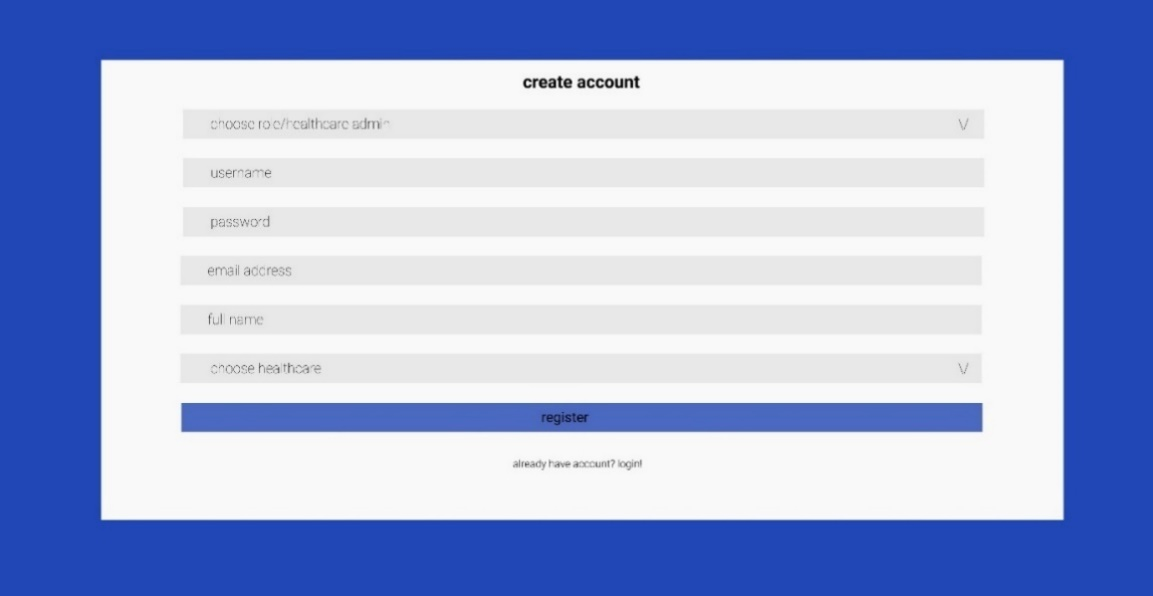 create account
choose role/healthcare admin
V
username
password
email address
full name
choose healthcare
V
register
already have account? login!